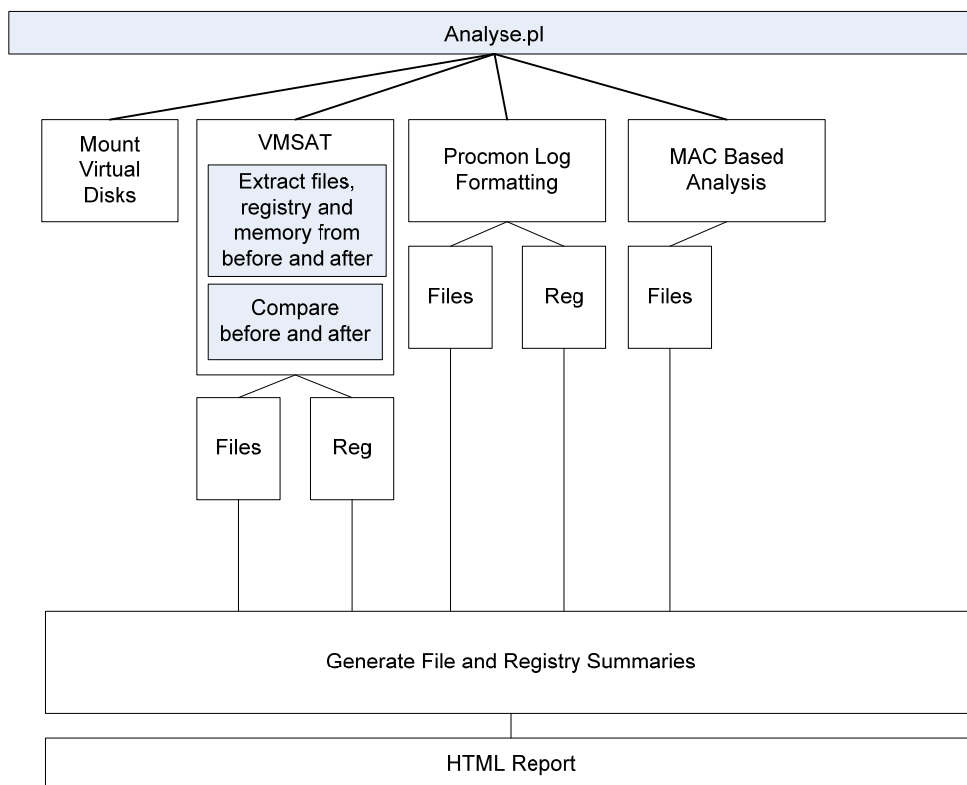 Analyse.pl
Mount
Virtual
Disks
VMSAT
Extract files,
registry and
memory from
before and after
Compare
before and after
Procmon Log
Formatting
MAC Based
Analysis
Files
Reg
Files
Files
Reg
Generate File and Registry Summaries
HTML Report